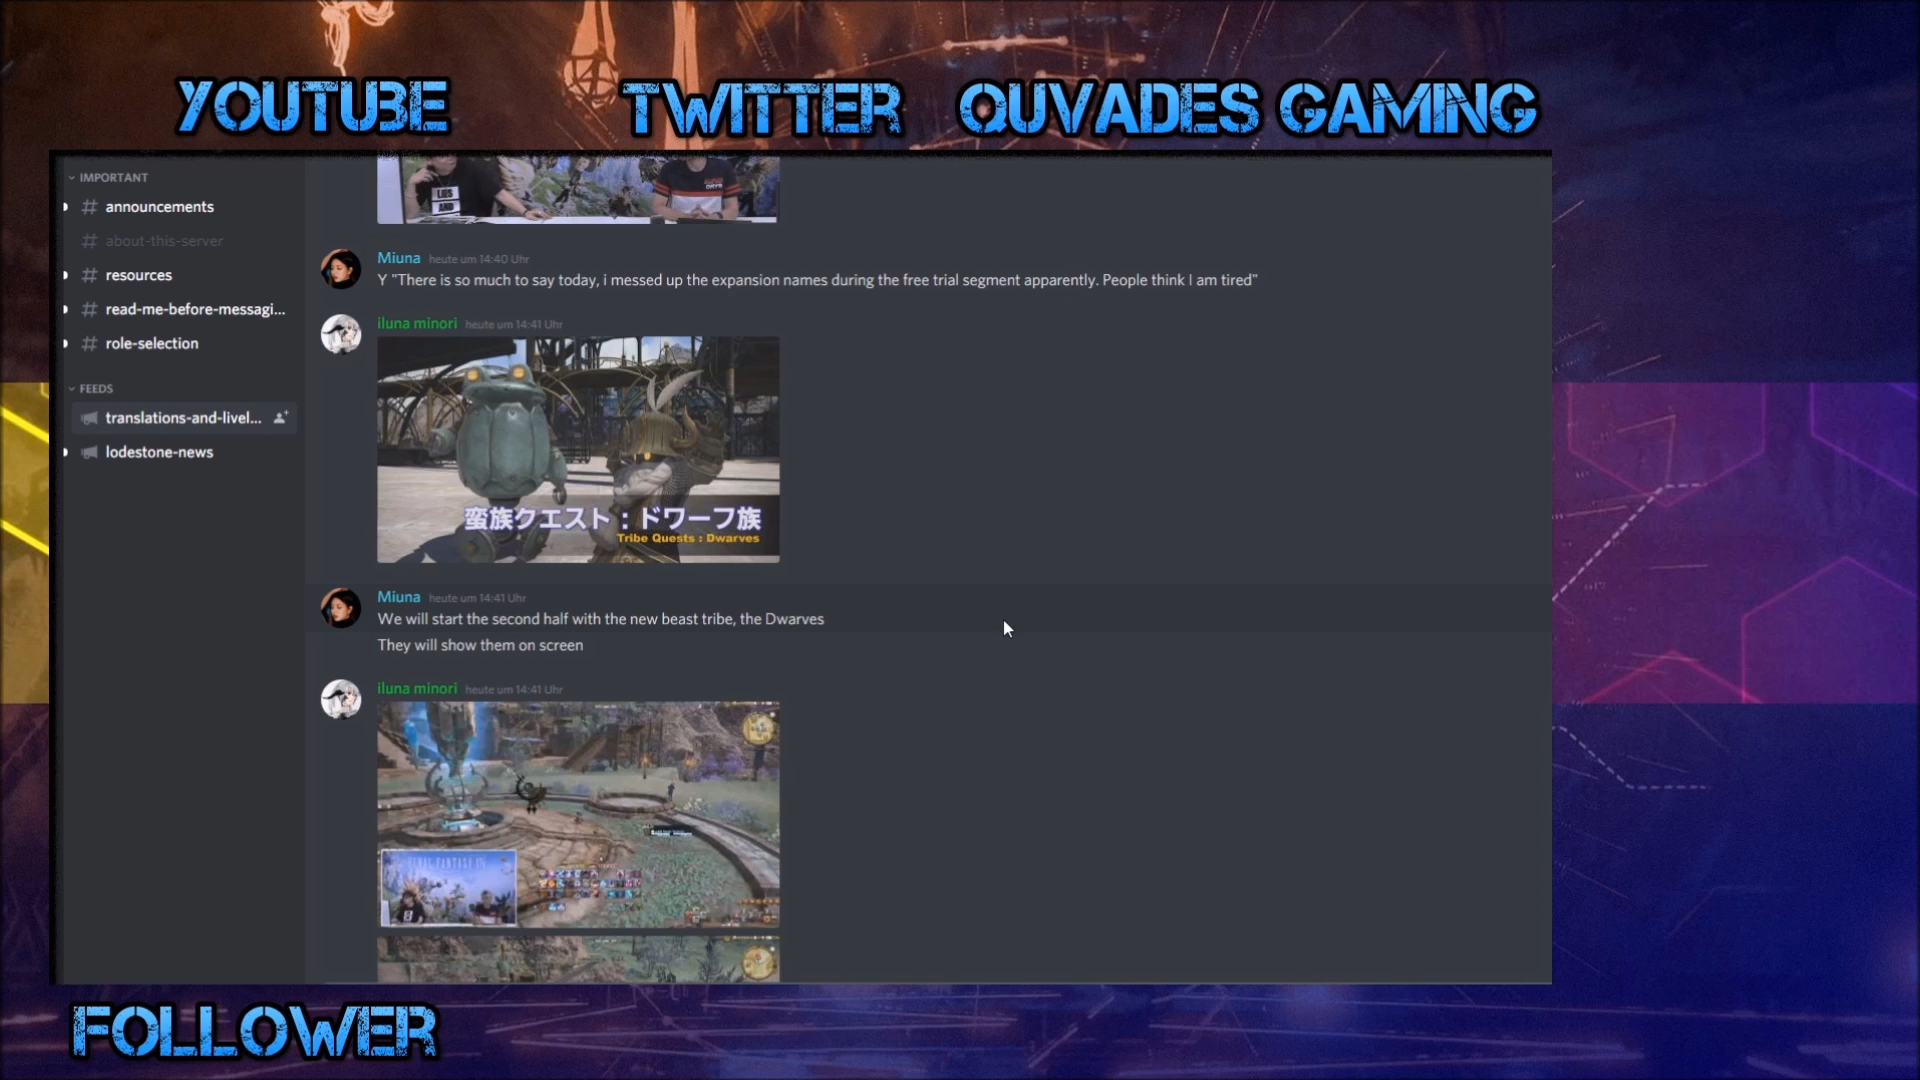 YOUTUBE
TWITTER
QUVADES GAMING
IMPORTANT
# announcements
# about-this-server
# resources
# read-me-before-messagi...
# role-selection
FEEDS
translations-and-livel...
lodestone-news
LIES
AND
Miuna heute um 14:40 Uhr
Y "There is so much to say today, i messed up the expansion names during the free trial segment apparently. People think I am tired"
iluna minori heute um 14:41 Uhr
蛮族クエスト：ドワーフ族
Tribe Quests : Dwarves
Miuna heute um 14:41 Uhr
We will start the second half with the new beast tribe, the Dwarves
They will show them on screen
iluna minori heute um 14:41 Uhr
FINAL FANTASY XIV
FOLLOWER